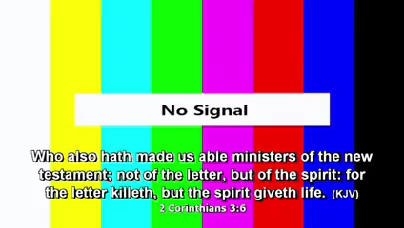 No Signal
Who also hath made us able ministers of the new
testament; not of the letter, but of the spirit: for
the letter killeth, but the spirit giveth life. (KJV)
2 Corinthians 3:6